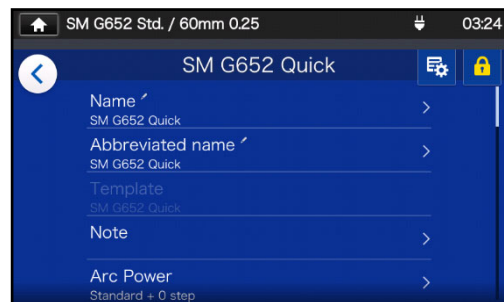 SM G652 Std. / 60mm 0.25
03:24
SM G652 Quick
Name
SM G652 Quick
Abbreviated name
SM G652 Quick
Template
SM G652 Quick
Note
Arc Power
Standard + 0 step